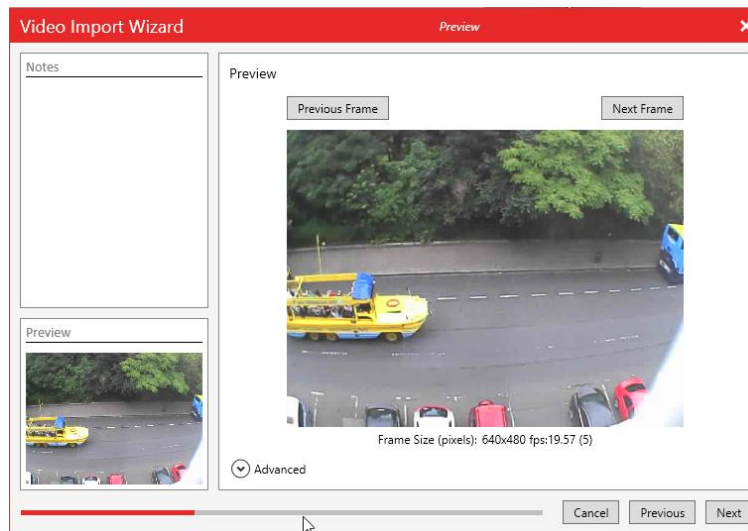 Video Import Wizard
Preview
Notes
Preview
Previous Frame
Next Frame
Preview
Frame Size (pixels): 640x480 fps:19.57 (5)
Advanced
Cancel
Previous
Next